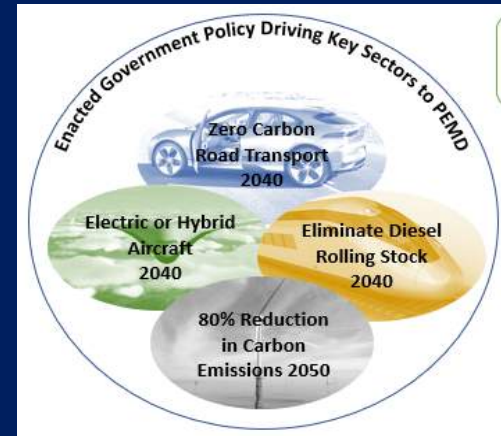 Enacted Government Policy Driving Key Sectors to PEMD
Zero Carbon
Road Transport
2040
Electric or Hybrid
Aircraft
2040
Eliminate Diesel
Rolling Stock
2040
80% Reduction
in Carbon
Emissions 2050